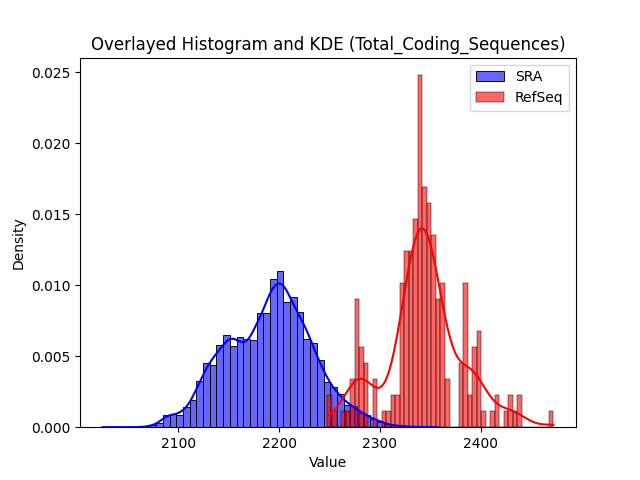 Overlayed Histogram and KDE (Total_Coding_Sequences)
SRA
RefSeq
Density
0.025
0.020
0.015
0.010
0.005
0.000
2100 2200 2300 2400
Value